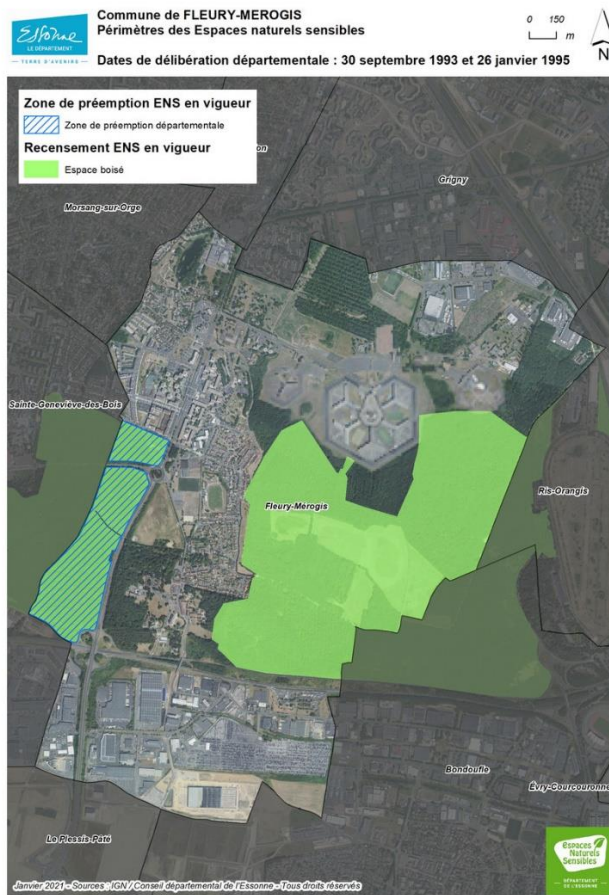 Essonne
LE DÉPARTEMENT
TERRE D'AVENIRS
Commune de FLEURY-MEROGIS
Périmètres des Espaces naturels sensibles
Dates de délibération départementale : 30 septembre 1993 et 26 janvier 1995
0 150
m
N
Zone de préemption ENS en vigueur
Zone de préemption départementale
Recensement ENS en vigueur
Espace boisé
on
Grigny
Morsang-sur-Orge
Sainte-Geneviève-des-Bois
Ris-Orangis
Fleury-Mérogis
Bondoufle
Évry-Courcouronne
Le Plessis-Pâté
Espaces
Naturels
Sensibles
DÉPARTEMENT
DE L'ESSONNE
Janvier 2021 - Sources : IGN / Conseil départemental de l'Essonne - Tous droits réservés